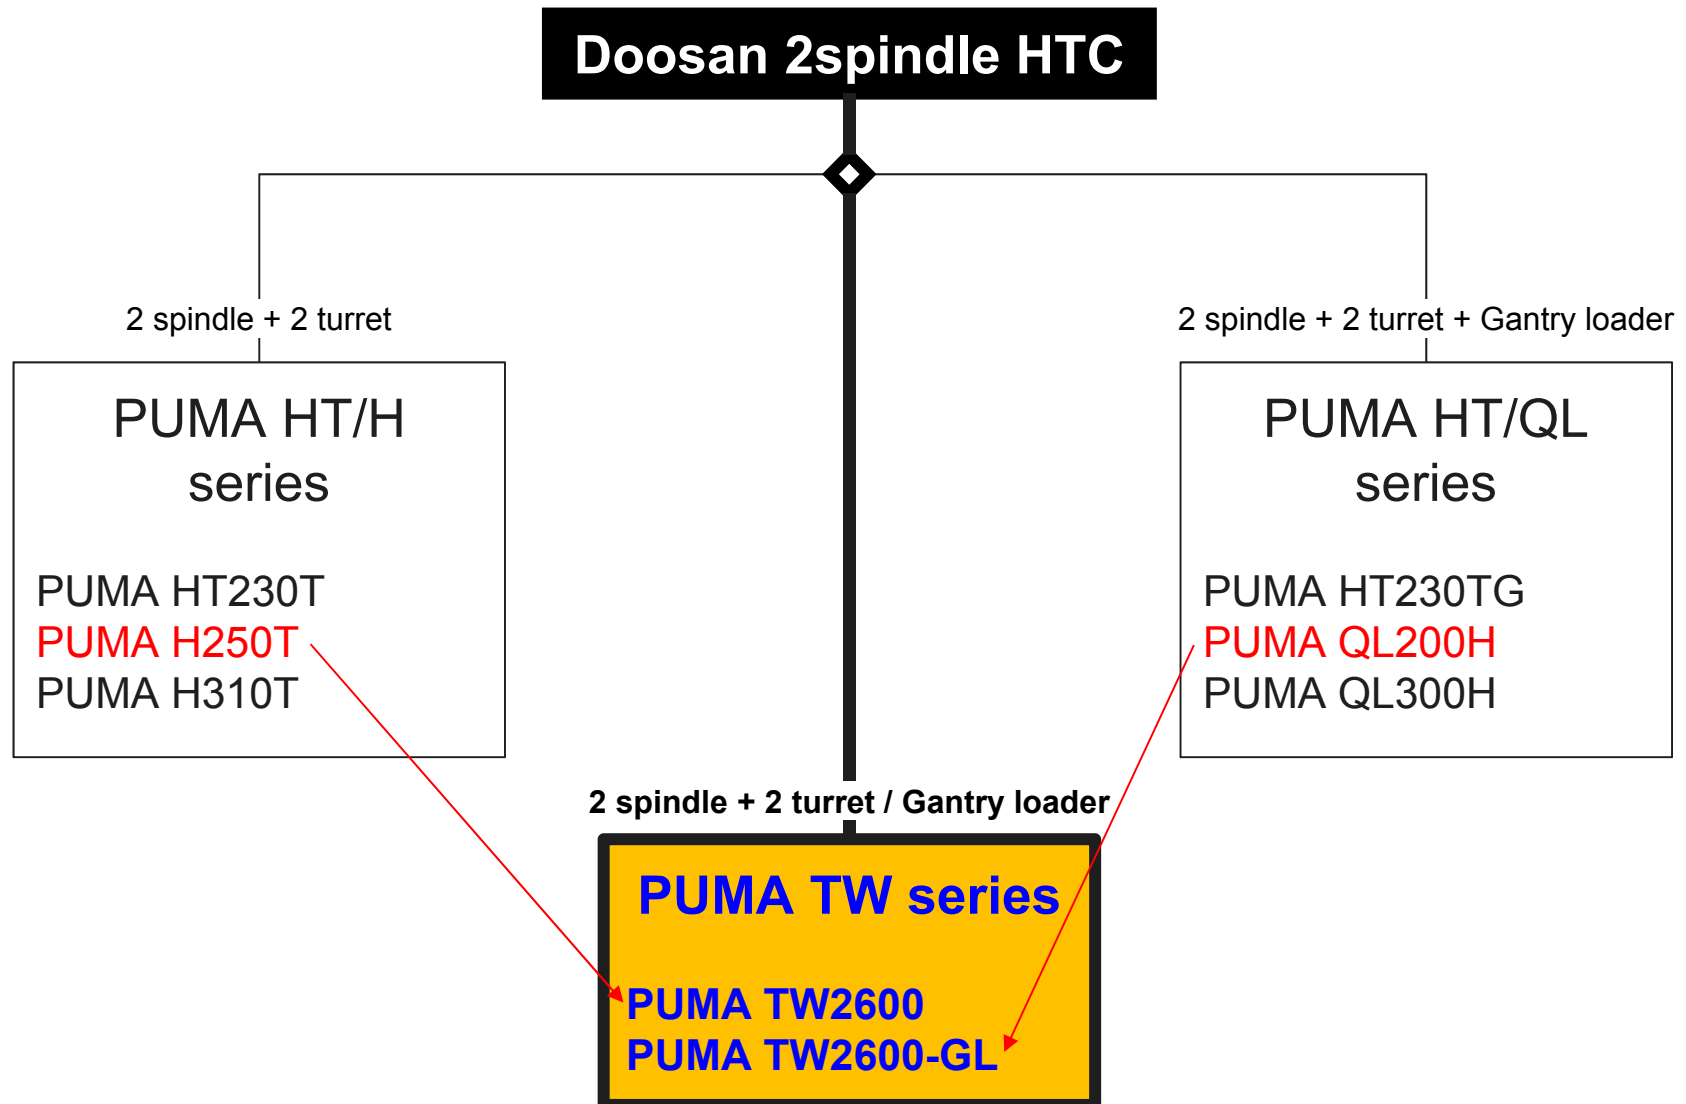 Doosan 2spindle HTC
2 spindle + 2 turret
PUMA HT/H
series
PUMA HT230T
PUMA H250T
PUMA H310T
2 spindle + 2 turret + Gantry loader
PUMA HT/QL
series
PUMA HT230TG
PUMA QL200H
PUMA QL300H
2 spindle + 2 turret / Gantry loader
PUMA TW series
PUMA TW2600
PUMA TW2600-GL